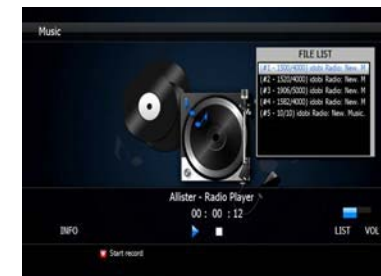 Music
FILE LIST
(#1 - 1500/4000) idobi Radio: New. M
(#2 - 1520/4000) idobi Radio: New. M
(#3 - 1906/5000) idobi Radio: New. M
(#4 - 1582/4000) idobi Radio: New. M
(#5 - 10/10) idobi Radio: New. Music.
Allister - Radio Player
00 : 00 : 12
INFO
LIST VOL
Start record